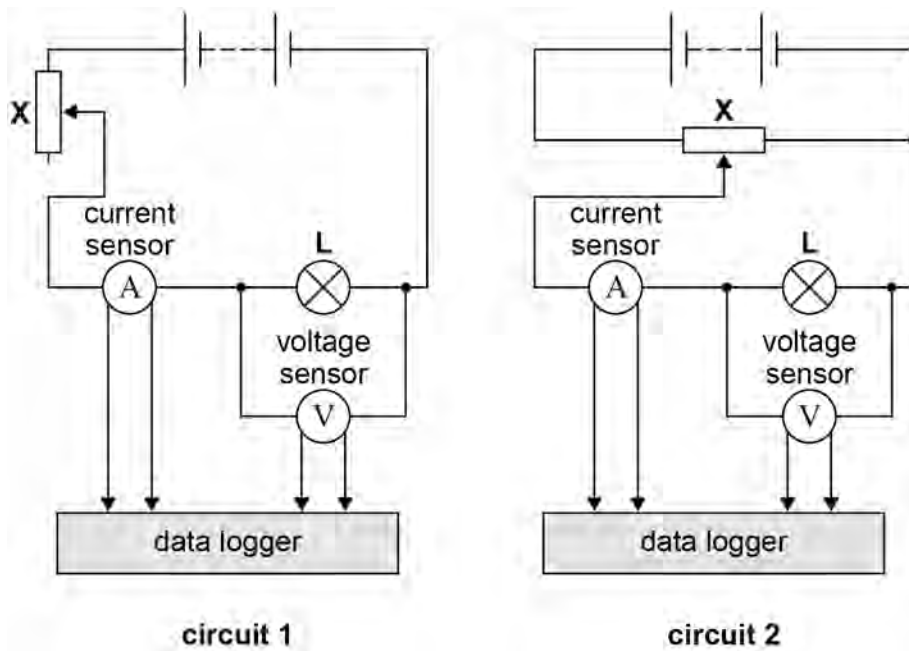 X
current
sensor
A
L
voltage
sensor
V
data logger
circuit 1
X
current
sensor
A
L
voltage
sensor
V
data logger
circuit 2